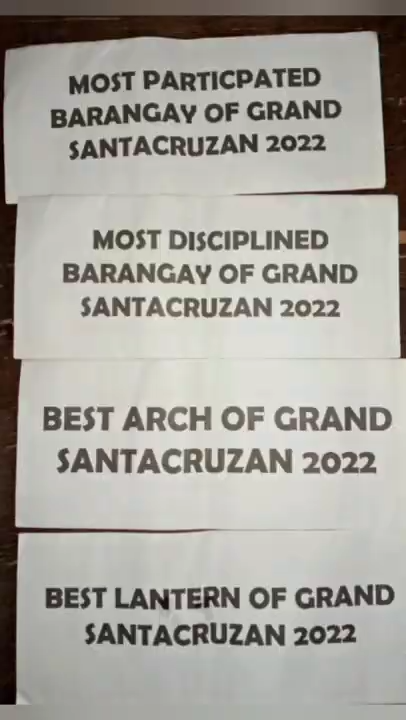 MOST PARTICPATED
BARANGAY OF GRAND
SANTACRUZAN 2022
MOST DISCIPLINED
BARANGAY OF GRAND
SANTACRUZAN 2022
BEST ARCH OF GRAND
SANTACRUZAN 2022
BEST LANTERN OF GRAND
SANTACRUZAN 2022